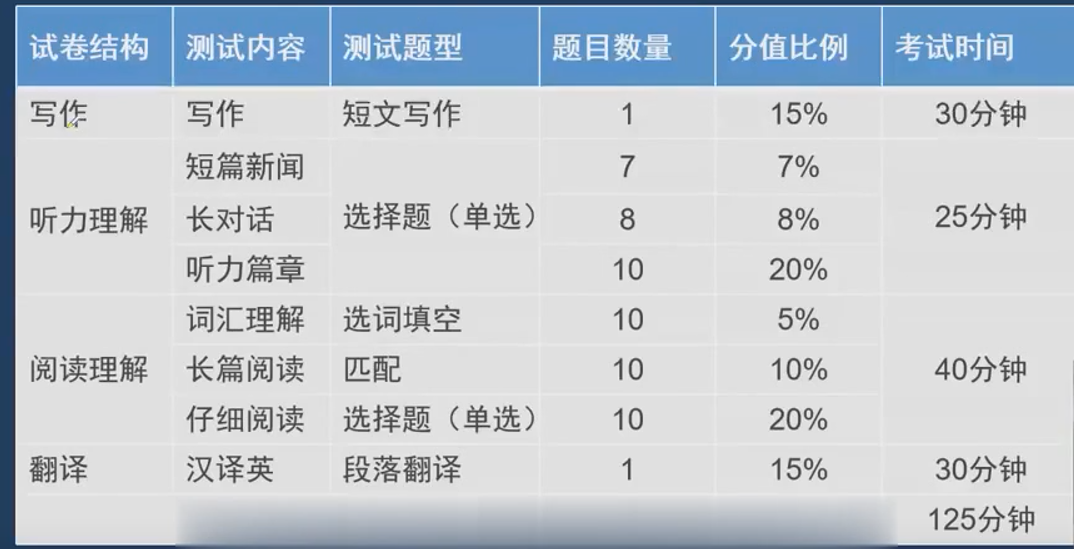 试卷结构 测试内容 测试题型 题目数量 分值比例 考试时间
写作 写作 短文写作 1 15% 30分钟
短篇新闻 7 7%
听力理解 长对话 选择题（单选） 8 8% 25分钟
听力篇章 10 20%
词汇理解 选词填空 10 5%
阅读理解 长篇阅读 匹配 10 10% 40分钟
仔细阅读 选择题（单选） 10 20%
翻译 汉译英 段落翻译 1 15% 30分钟
125分钟